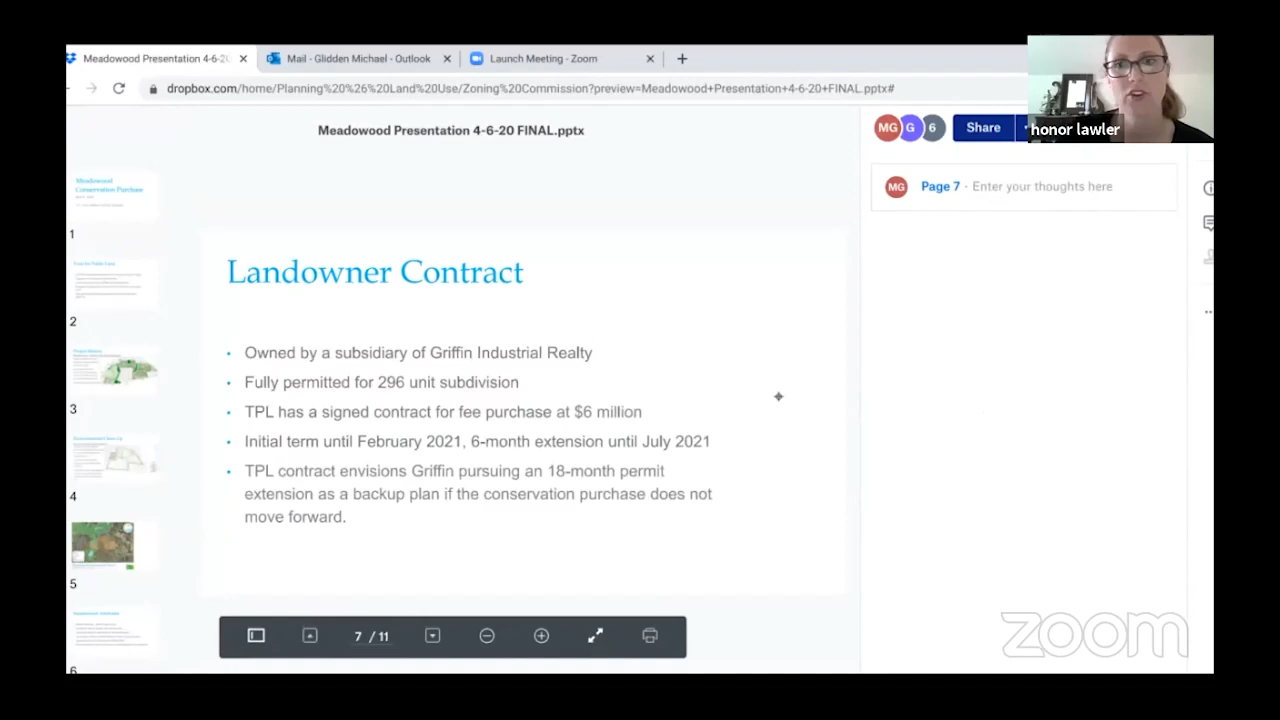 Meadowood Presentation 4-6-20
Mail - Glidden Michael - Outlook
Launch Meeting - Zoom
dropbox.com/home/Planning%20%26%20Land%20Use/Zoning%20Commission?preview=Meadowood+Presentation+4-6-20+FINAL.pptx#
Meadowood Presentation 4-6-20 FINAL.pptx
MG G 6 Share
honor lawler
MG Page 7 · Enter your thoughts here
Meadowood
Conservation Purchase
1
2
3
4
5
6
Landowner Contract
• Owned by a subsidiary of Griffin Industrial Realty
• Fully permitted for 296 unit subdivision
• TPL has a signed contract for fee purchase at $6 million
• Initial term until February 2021, 6-month extension until July 2021
• TPL contract envisions Griffin pursuing an 18-month permit
extension as a backup plan if the conservation purchase does not
move forward.
7 / 11
zoom